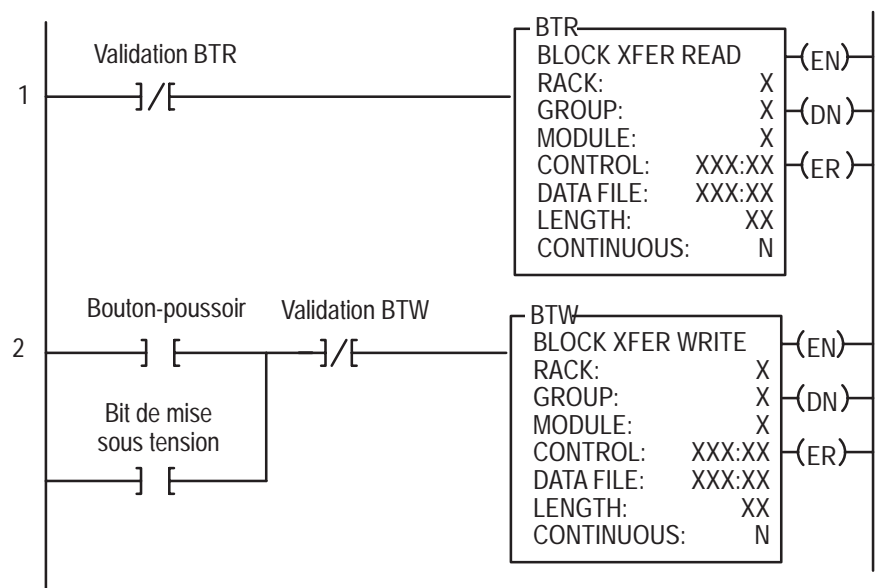 Validation BTR
1
BTR
BLOCK XFER READ
RACK: X
GROUP: X
MODULE: X
CONTROL: XXX:XX
DATA FILE: XXX:XX
LENGTH: XX
CONTINUOUS: N
(EN)
(DN)
(ER)
Bouton-poussoir
Validation BTW
2
Bit de mise
sous tension
BTW
BLOCK XFER WRITE
RACK: X
GROUP: X
MODULE: X
CONTROL: XXX:XX
DATA FILE: XXX:XX
LENGTH: XX
CONTINUOUS: N
(EN)
(DN)
(ER)